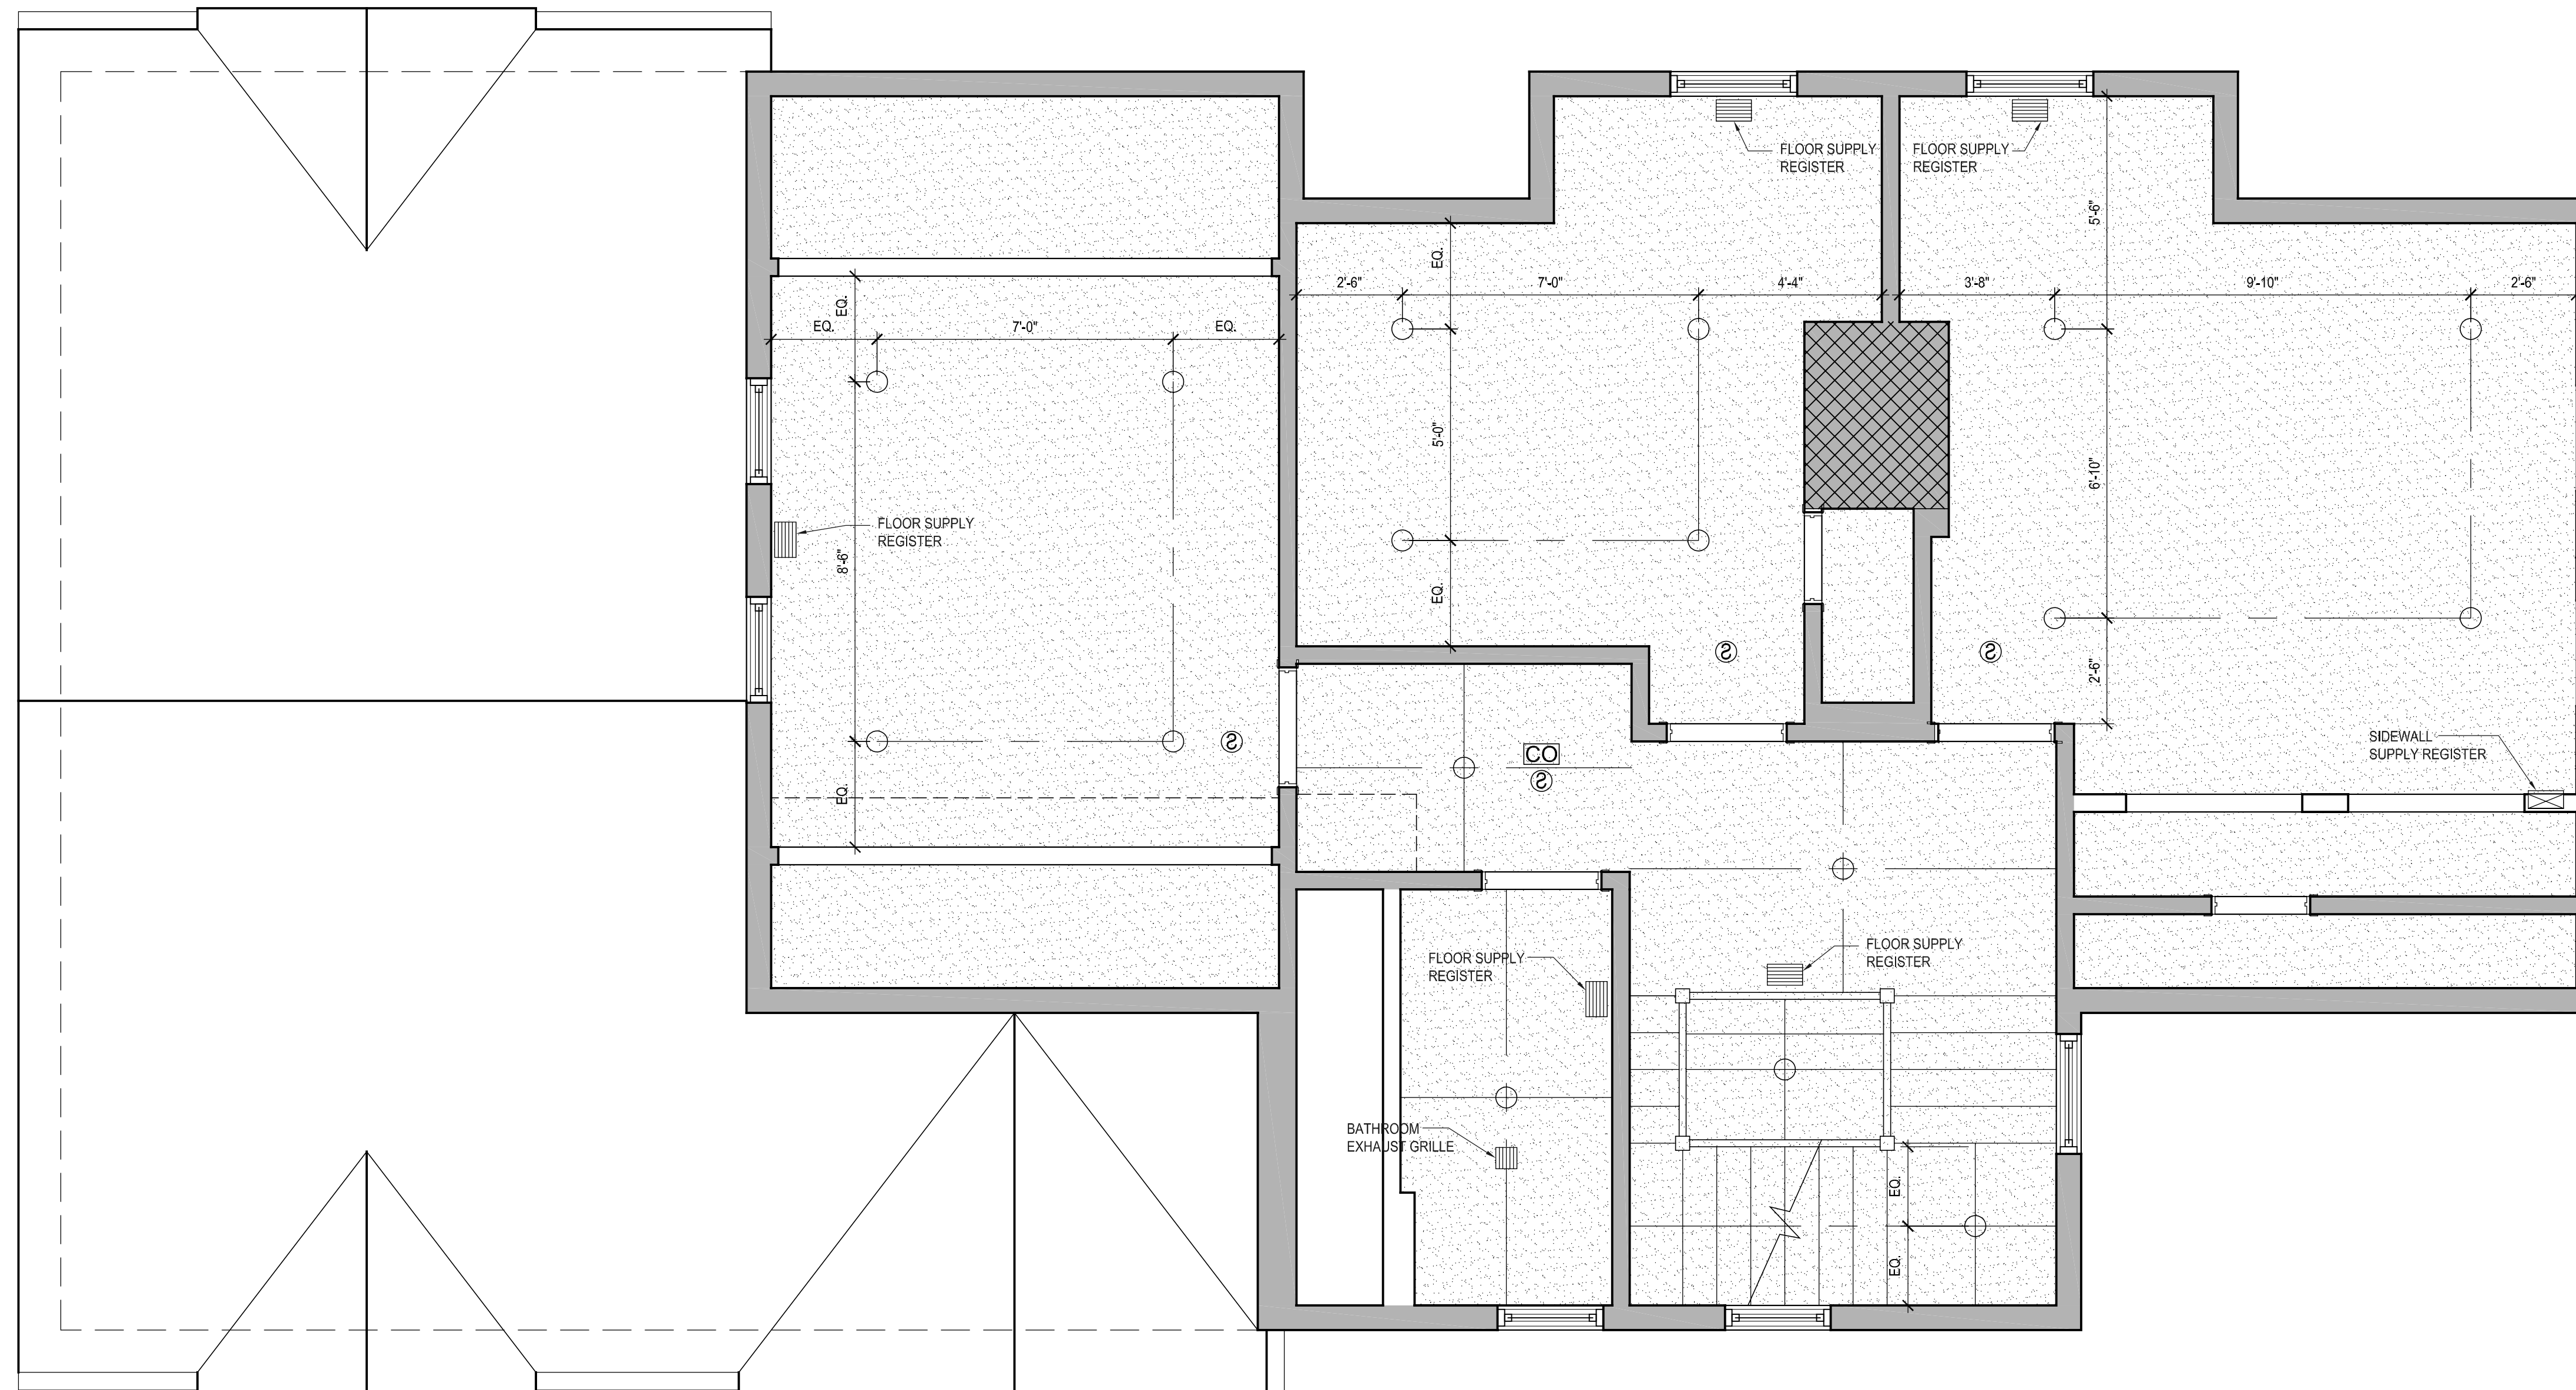 FLOOR SUPPLY
REGISTER
FLOOR SUPPLY
REGISTER
5'-6"
EQ.
2'-6"
7'-0"
4'-4"
3'-8"
9'-10"
2'-6"
EQ.
EQ.
7'-0"
EQ.
5'-0"
6'-10"
FLOOR SUPPLY
REGISTER
8'-6"
EQ.
S
S
2'-6"
S
CO
S
SIDEWALL
SUPPLY REGISTER
EQ.
FLOOR SUPPLY
REGISTER
FLOOR SUPPLY
REGISTER
BATHROOM
EXHAUST GRILLE
EQ.
EQ.